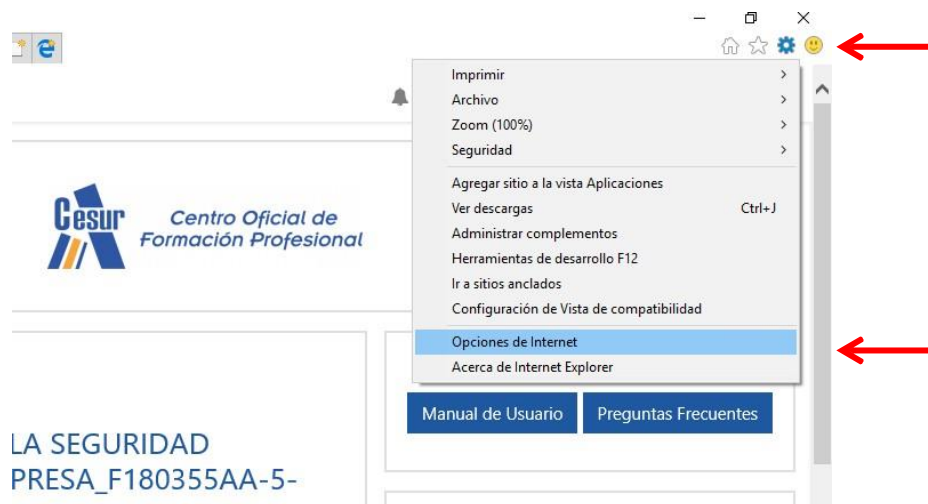 Imprimir
Archivo
Zoom (100%)
Seguridad
Agregar sitio a la vista Aplicaciones
Ver descargas Ctrl+J
Administrar complementos
Herramientas de desarrollo F12
Ir a sitios anclados
Configuración de Vista de compatibilidad
Opciones de Internet
Acerca de Internet Explorer
Cesur
Centro Oficial de
Formación Profesional
Manual de Usuario Preguntas Frecuentes
LA SEGURIDAD
PRESA_F180355AA-5-